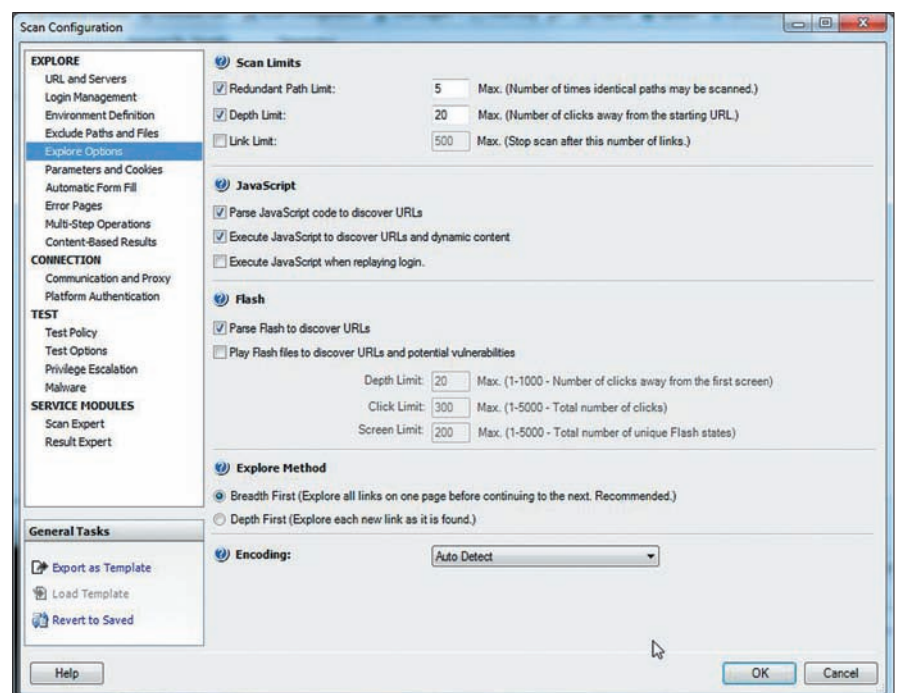 Scan Configuration
EXPLORE
URL and Servers
Login Management
Environment Definition
Exclude Paths and Files
Explore Options
Parameters and Cookies
Automatic Form Fill
Error Pages
Multi-Step Operations
Content-Based Results
CONNECTION
Communication and Proxy
Platform Authentication
TEST
Test Policy
Test Options
Privilege Escalation
Malware
SERVICE MODULES
Scan Expert
Result Expert
General Tasks
Export as Template
Load Template
Revert to Saved
Scan Limits
Redundant Path Limit: 5 Max. (Number of times identical paths may be scanned.)
Depth Limit: 20 Max. (Number of clicks away from the starting URL.)
Link Limit: 500 Max. (Stop scan after this number of links.)
JavaScript
Parse JavaScript code to discover URLs
Execute JavaScript to discover URLs and dynamic content
Execute JavaScript when replaying login.
Flash
Parse Flash to discover URLs
Play Flash files to discover URLs and potential vulnerabilities
Depth Limit: 20 Max. (1-1000 - Number of clicks away from the first screen)
Click Limit: 300 Max. (1-5000 - Total number of clicks)
Screen Limit: 200 Max. (1-5000 - Total number of unique Flash states)
Explore Method
Breadth First (Explore all links on one page before continuing to the next. Recommended.)
Depth First (Explore each new link as it is found.)
Encoding: Auto Detect
Help OK Cancel